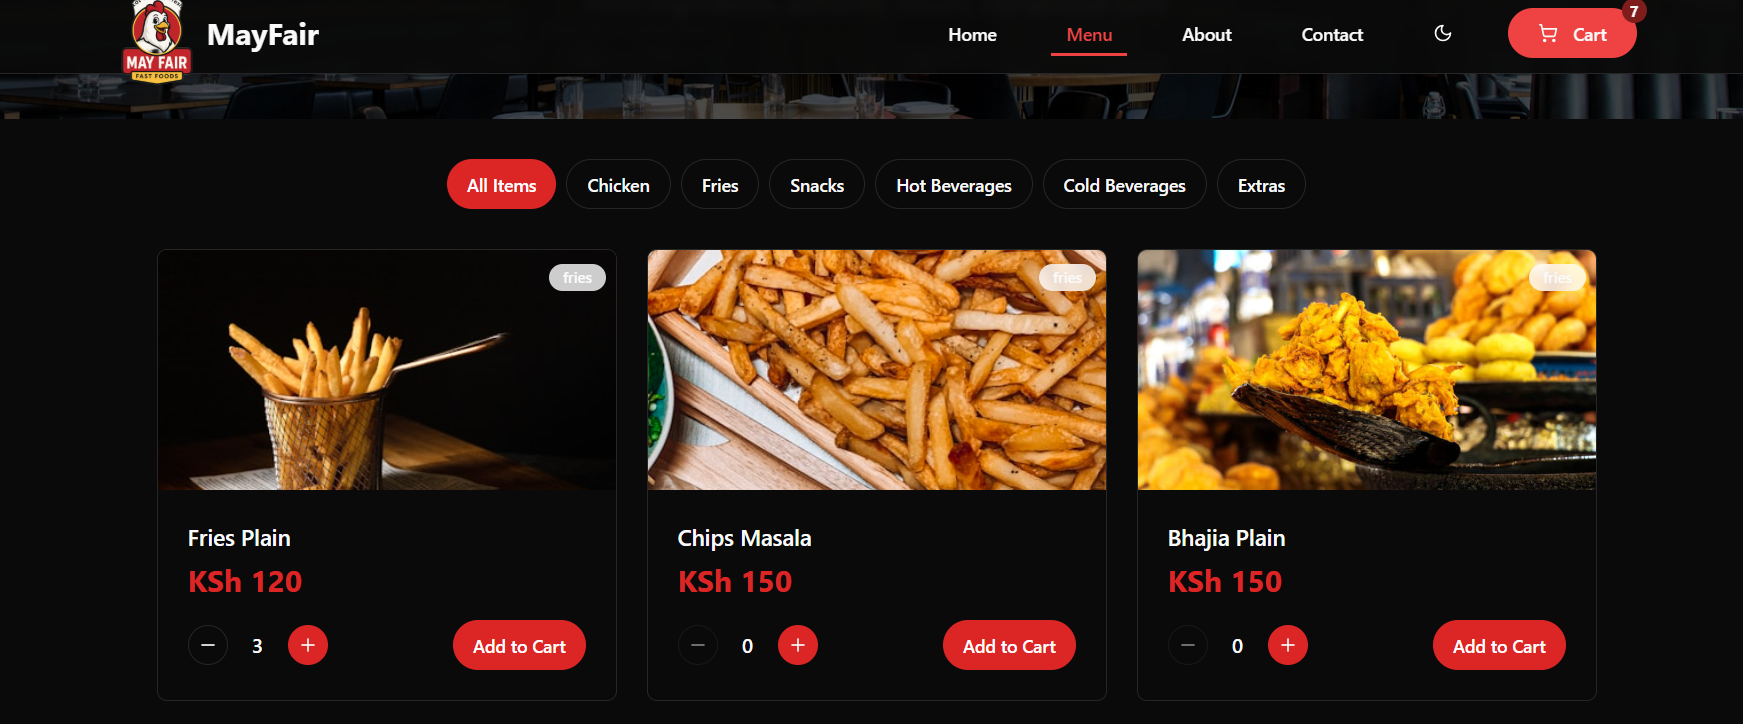 MAY FAIR
FAST FOODS
MayFair
Home
Menu
About
Contact
7
Cart
All Items
Chicken
Fries
Snacks
Hot Beverages
Cold Beverages
Extras
fries
fries
fries
Fries Plain
KSh 120
3
Add to Cart
Chips Masala
KSh 150
0
Add to Cart
Bhajia Plain
KSh 150
0
Add to Cart